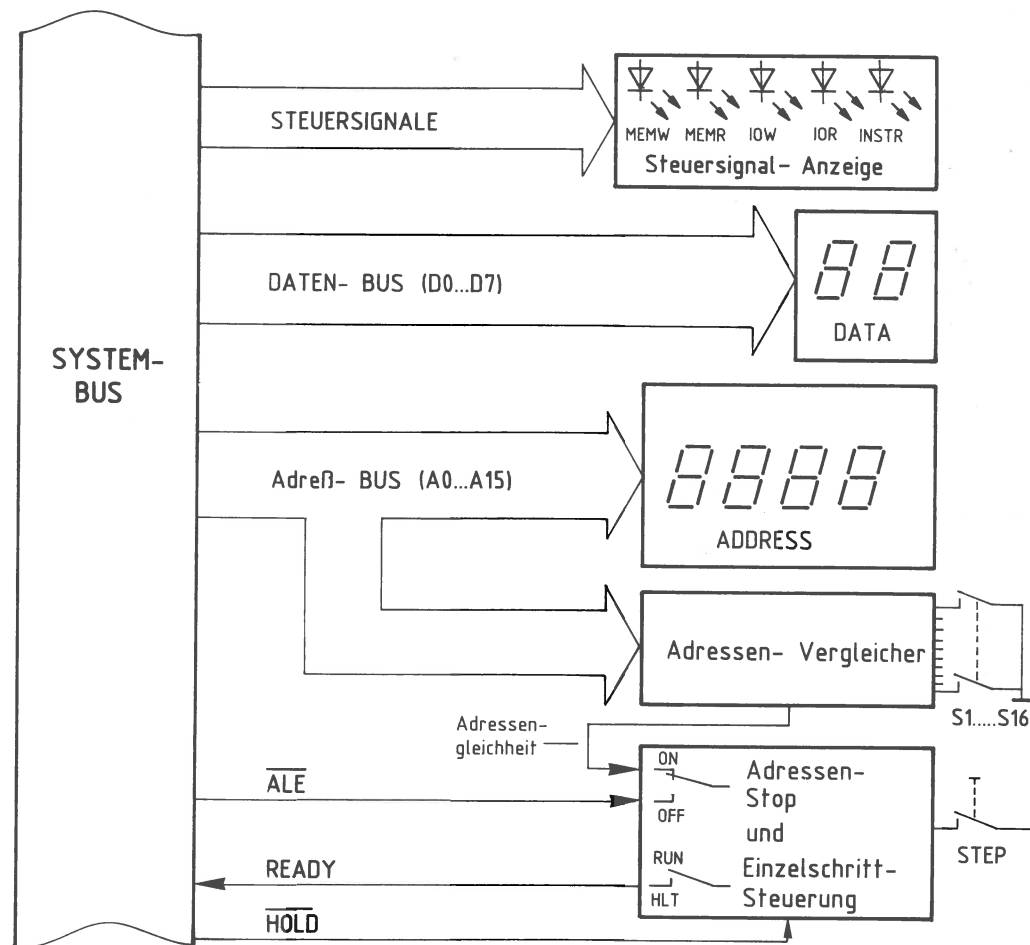 SYSTEM-
BUS
STEUERSIGNALE
MEMW MEMR IOW IOR INSTR
Steuersignal- Anzeige
DATEN- BUS (D0...D7)
DATA
Adreß- BUS (A0...A15)
ADDRESS
Adressen- Vergleicher
S1.....S16
Adressen-
gleichheit
ALE
ON
OFF
Adressen-
Stop
und
Einzelschritt-
Steuerung
RUN
HLT
STEP
READY
HOLD